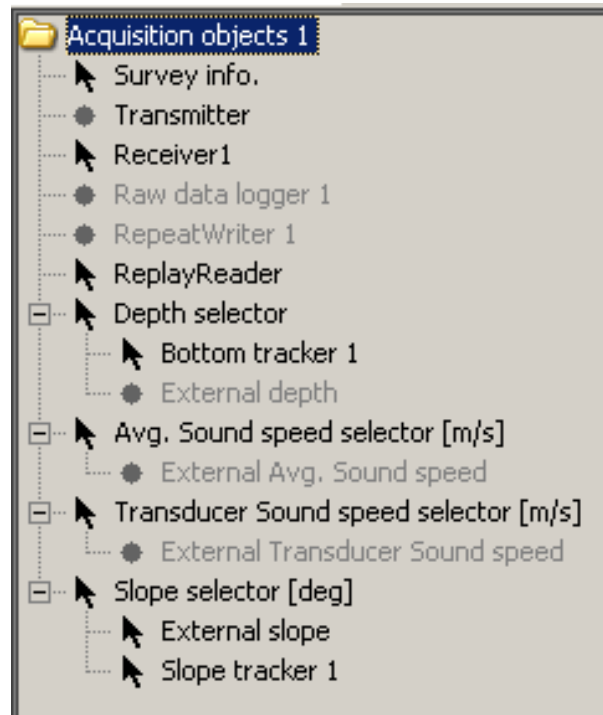 Acquisition objects 1
Survey info.
Transmitter
Receiver1
Raw data logger 1
RepeatWriter 1
ReplayReader
Depth selector
Bottom tracker 1
External depth
Avg. Sound speed selector [m/s]
External Avg. Sound speed
Transducer Sound speed selector [m/s]
External Transducer Sound speed
Slope selector [deg]
External slope
Slope tracker 1